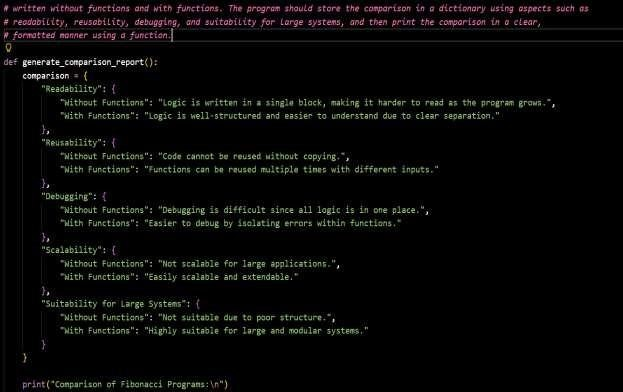 # written without functions and with functions. The program should store the comparison in a dictionary using aspects such as
# readability, reusability, debugging, and suitability for large systems, and then print the comparison in a clear,
# formatted manner using a function.
def generate_comparison_report():
    comparison = {
        "Readability": {
            "Without Functions": "Logic is written in a single block, making it harder to read as the program grows.",
            "With Functions": "Logic is well-structured and easier to understand due to clear separation."
        },
        "Reusability": {
            "Without Functions": "Code cannot be reused without copying.",
            "With Functions": "Functions can be reused multiple times with different inputs."
        },
        "Debugging": {
            "Without Functions": "Debugging is difficult since all logic is in one place.",
            "With Functions": "Easier to debug by isolating errors within functions."
        },
        "Scalability": {
            "Without Functions": "Not scalable for large applications.",
            "With Functions": "Easily scalable and extendable."
        },
        "Suitability for Large Systems": {
            "Without Functions": "Not suitable due to poor structure.",
            "With Functions": "Highly suitable for large and modular systems."
        }
    }
    print("Comparison of Fibonacci Programs:\n")